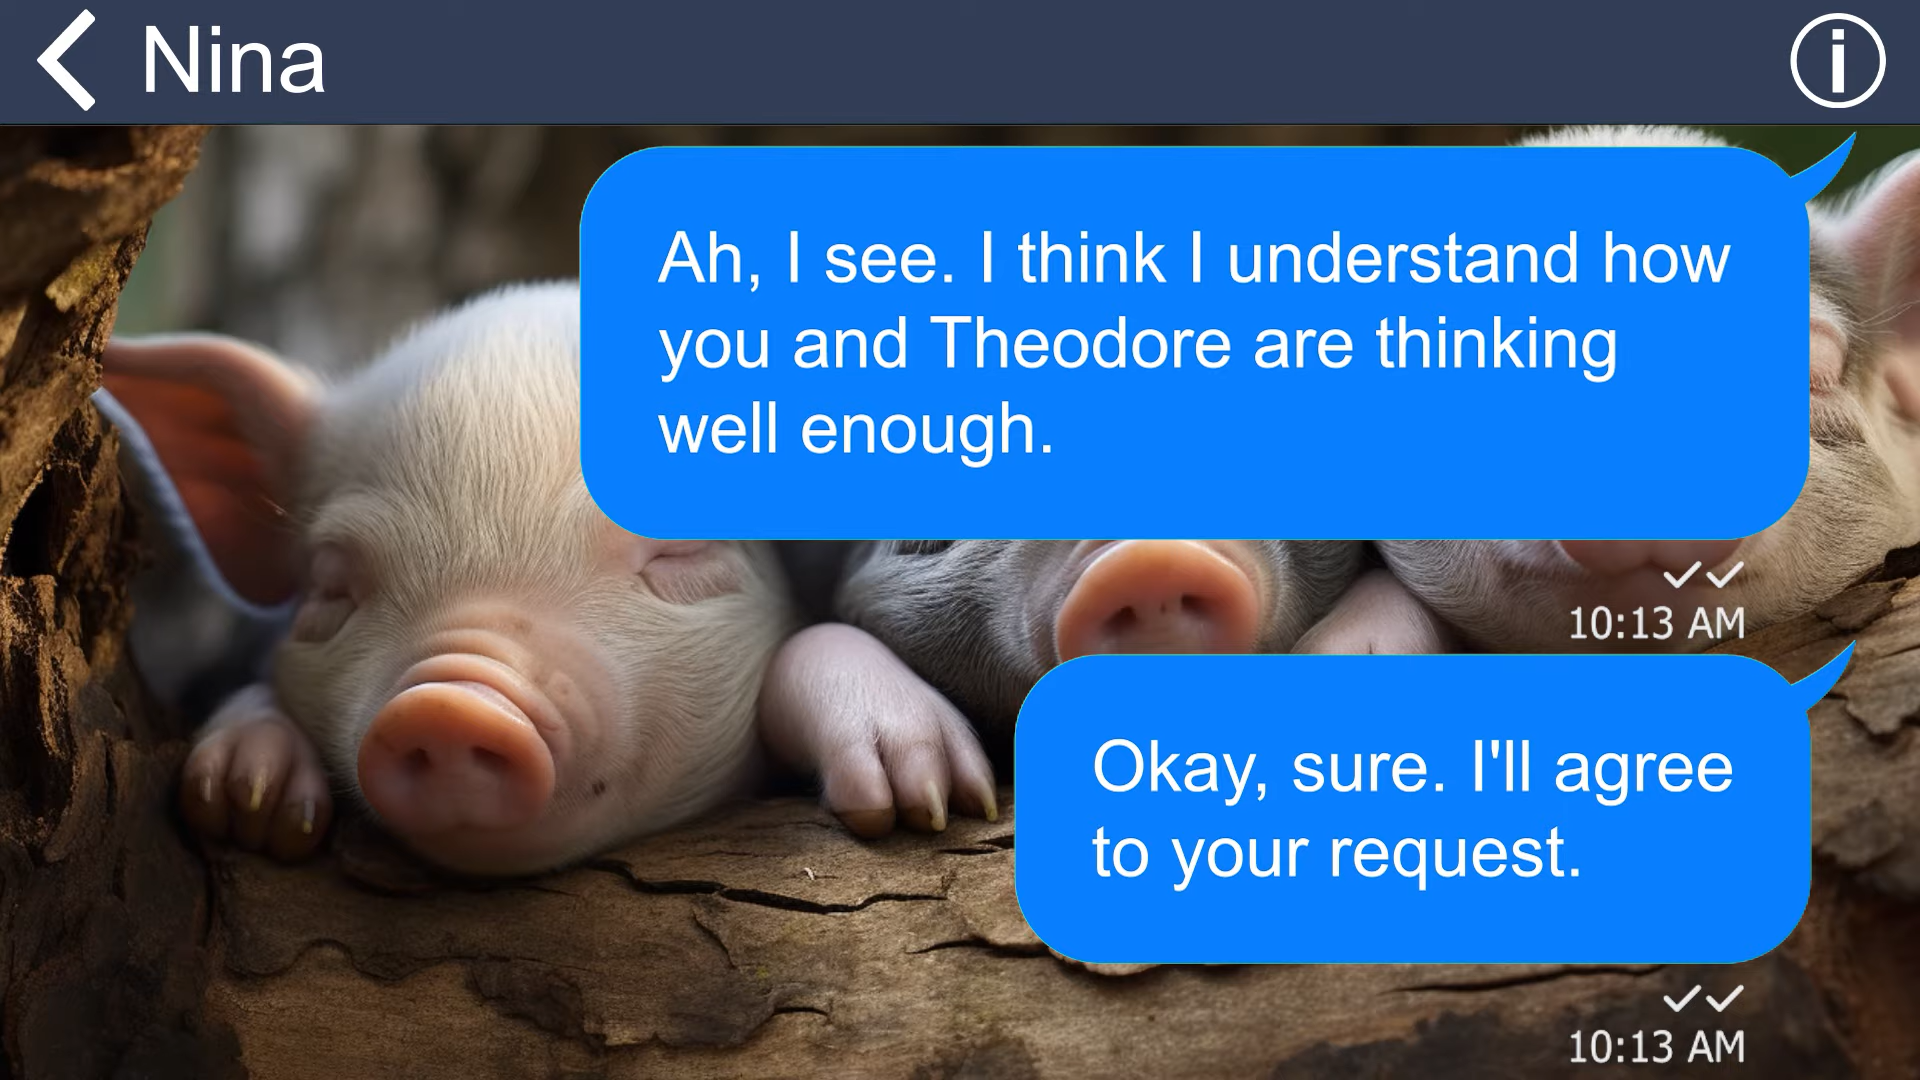 Nina
Ah, I see. I think I understand how
you and Theodore are thinking
well enough.
10:13 AM
Okay, sure. I'll agree
to your request.
10:13 AM